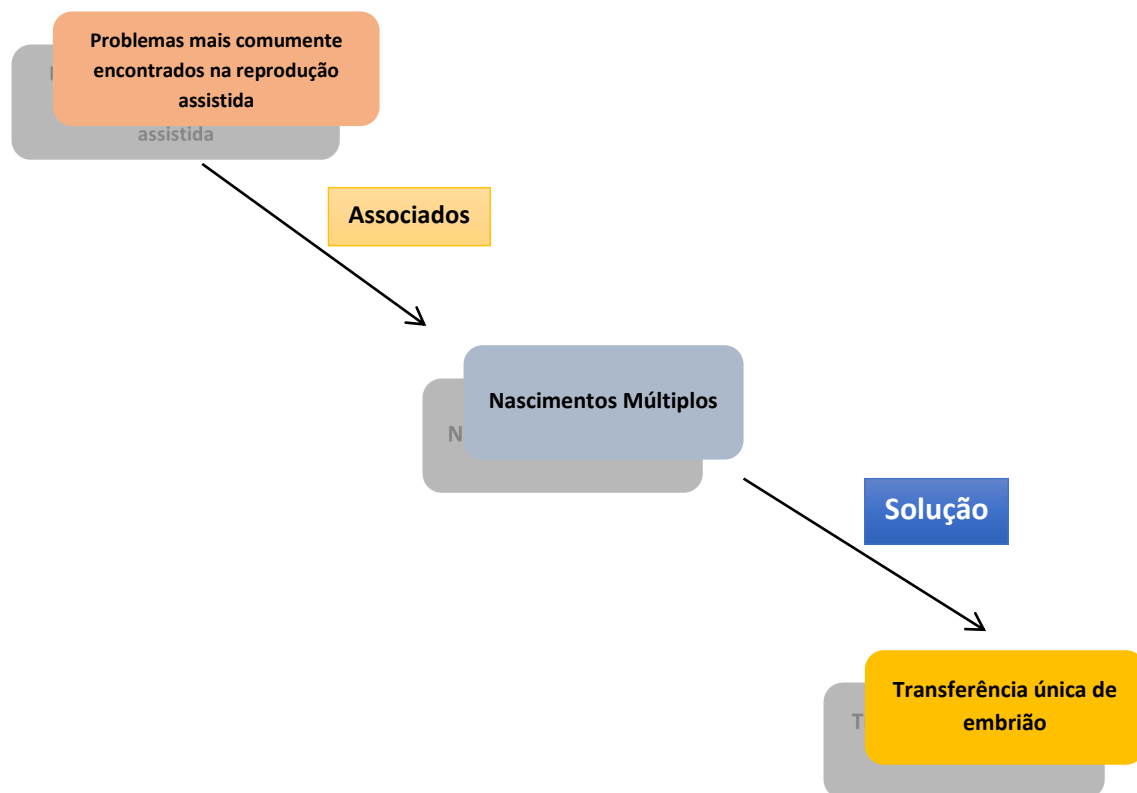 Problemas mais comumente
encontrados na reprodução
assistida
assistida
Associados
Nascimentos Múltiplos
N
Solução
Transferência única de
embrião
T